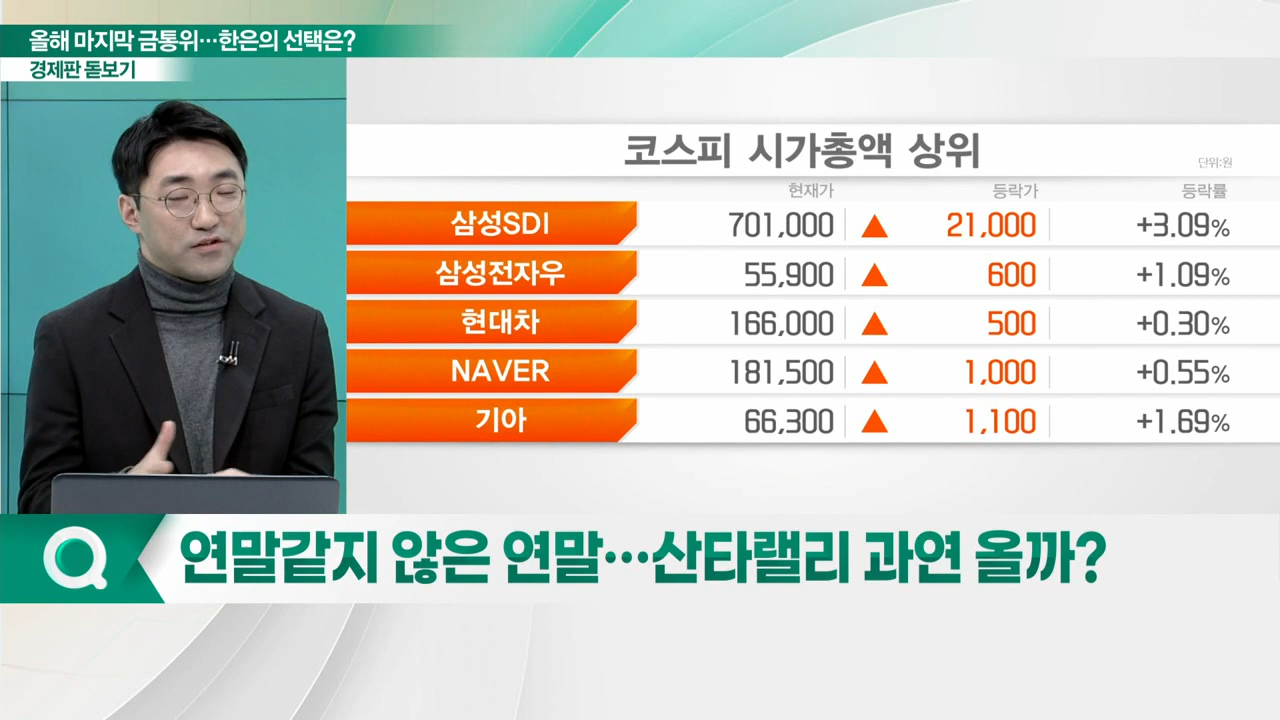 올해 마지막 금통위…한은의 선택은?
경제판 돋보기
코스피 시가총액 상위
단위:원
현재가 등락가 등락률
삼성SDI 701,000 ▲ 21,000 +3.09%
삼성전자우 55,900 ▲ 600 +1.09%
현대차 166,000 ▲ 500 +0.30%
NAVER 181,500 ▲ 1,000 +0.55%
기아 66,300 ▲ 1,100 +1.69%
연말같지 않은 연말…산타랠리 과연 올까?